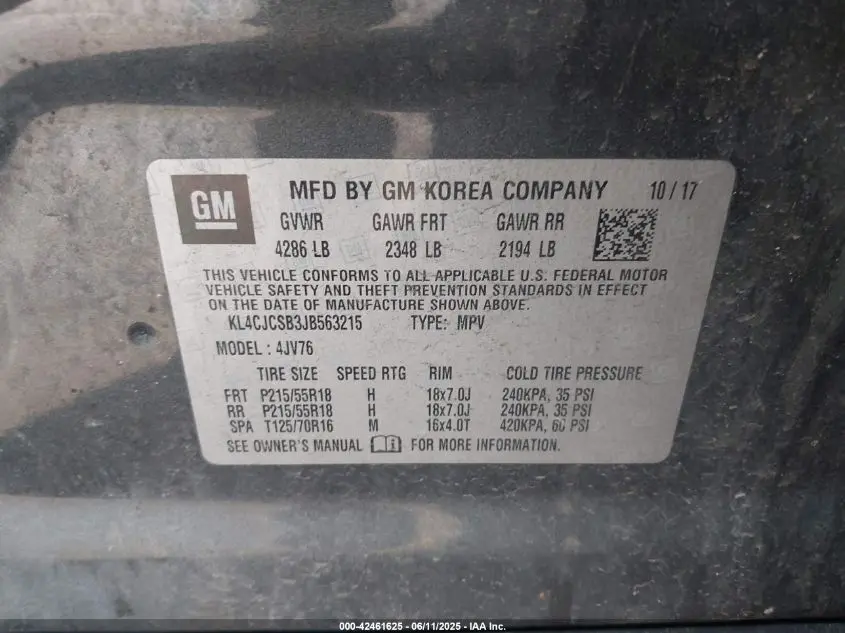 GM MFD BY GM KOREA COMPANY 10/17
GVWR GAWR FRT GAWR RR
4286 LB 2348 LB 2194 LB
THIS VEHICLE CONFORMS TO ALL APPLICABLE U.S. FEDERAL MOTOR
VEHICLE SAFETY AND THEFT PREVENTION STANDARDS IN EFFECT
ON THE DATE OF MANUFACTURE SHOWN ABOVE.
KL4CJCSB3JB563215 TYPE: MPV
MODEL: 4JV76
TIRE SIZE SPEED RTG RIM COLD TIRE PRESSURE
FRT P215/55R18 H 18x7.0J 240KPA, 35 PSI
RR P215/55R18 H 18x7.0J 240KPA, 35 PSI
SPA T125/70R16 M 16x4.0T 420KPA, 60 PSI
SEE OWNER'S MANUAL FOR MORE INFORMATION.
000-42461625 - 06/11/2025 - IAA Inc.